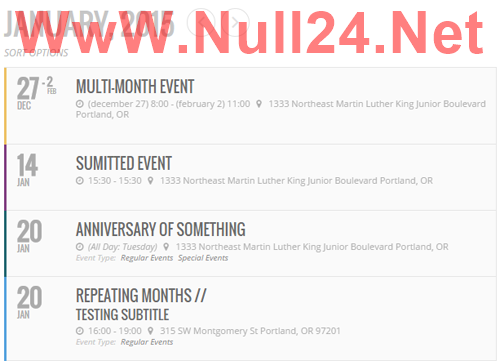 JANUARY, 2015
WwW.Null24.Net
SORT OPTIONS
27 - 2
DEC FEB
MULTI-MONTH EVENT
(december 27) 8:00 - (february 2) 11:00 1333 Northeast Martin Luther King Junior Boulevard
Portland, OR
14
JAN
SUMITTED EVENT
15:30 - 15:30 1333 Northeast Martin Luther King Junior Boulevard Portland, OR
20
JAN
ANNIVERSARY OF SOMETHING
(All Day: Tuesday) 1333 Northeast Martin Luther King Junior Boulevard Portland, OR
Event Type: Regular Events Special Events
20
JAN
REPEATING MONTHS //
TESTING SUBTITLE
16:00 - 19:00 315 SW Montgomery St Portland, OR 97201
Event Type: Regular Events